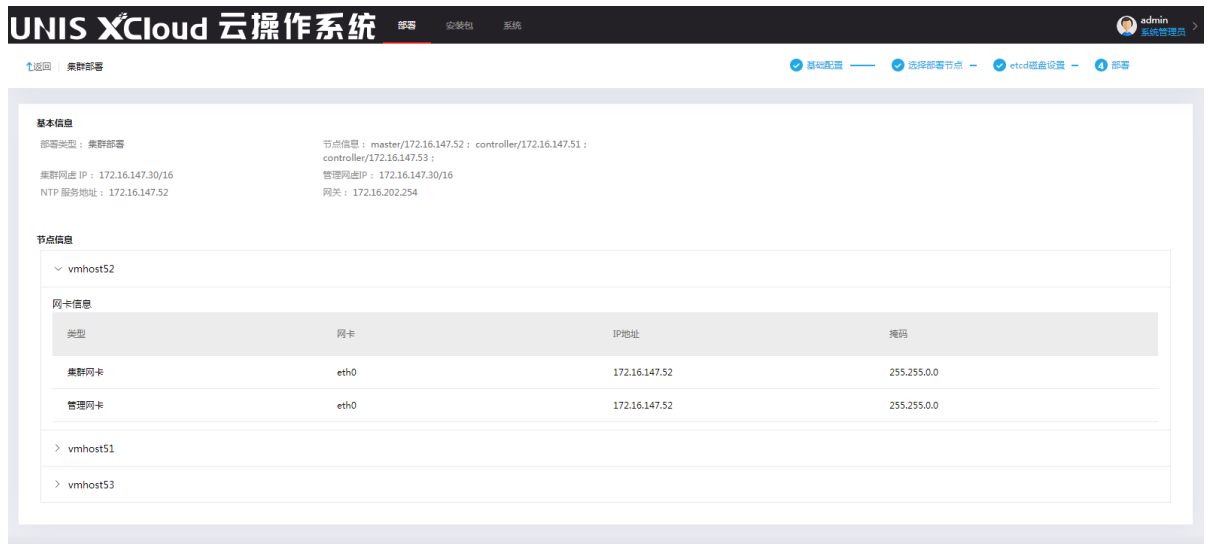 UNIS XCloud 云操作系统 部署 安装包 系统 admin
系统管理员
返回 集群部署 基础配置 选择部署节点 etcd磁盘设置 4 部署
基本信息
部署类型： 集群部署 节点信息： master/172.16.147.52； controller/172.16.147.51；
controller/172.16.147.53；
集群网虚 IP： 172.16.147.30/16 管理网虚IP： 172.16.147.30/16
NTP 服务地址： 172.16.147.52 网关： 172.16.202.254
节点信息
vmhost52
网卡信息
类型 网卡 IP地址 掩码
集群网卡 eth0 172.16.147.52 255.255.0.0
管理网卡 eth0 172.16.147.52 255.255.0.0
vmhost51
vmhost53